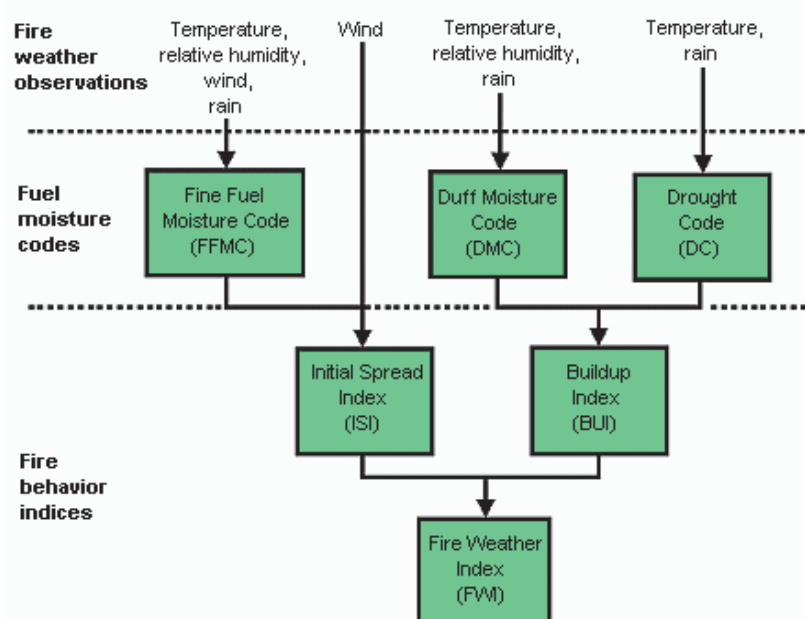 Fire
weather
observations
Temperature,
relative humidity,
wind,
rain
Wind
Temperature,
relative humidity,
rain
Temperature,
rain
Fuel
moisture
codes
Fine Fuel
Moisture Code
(FFMC)
Duff Moisture
Code
(DMC)
Drought
Code
(DC)
Fire
behavior
indices
Initial Spread
Index
(ISI)
Buildup
Index
(BUI)
Fire Weather
Index
(FWI)